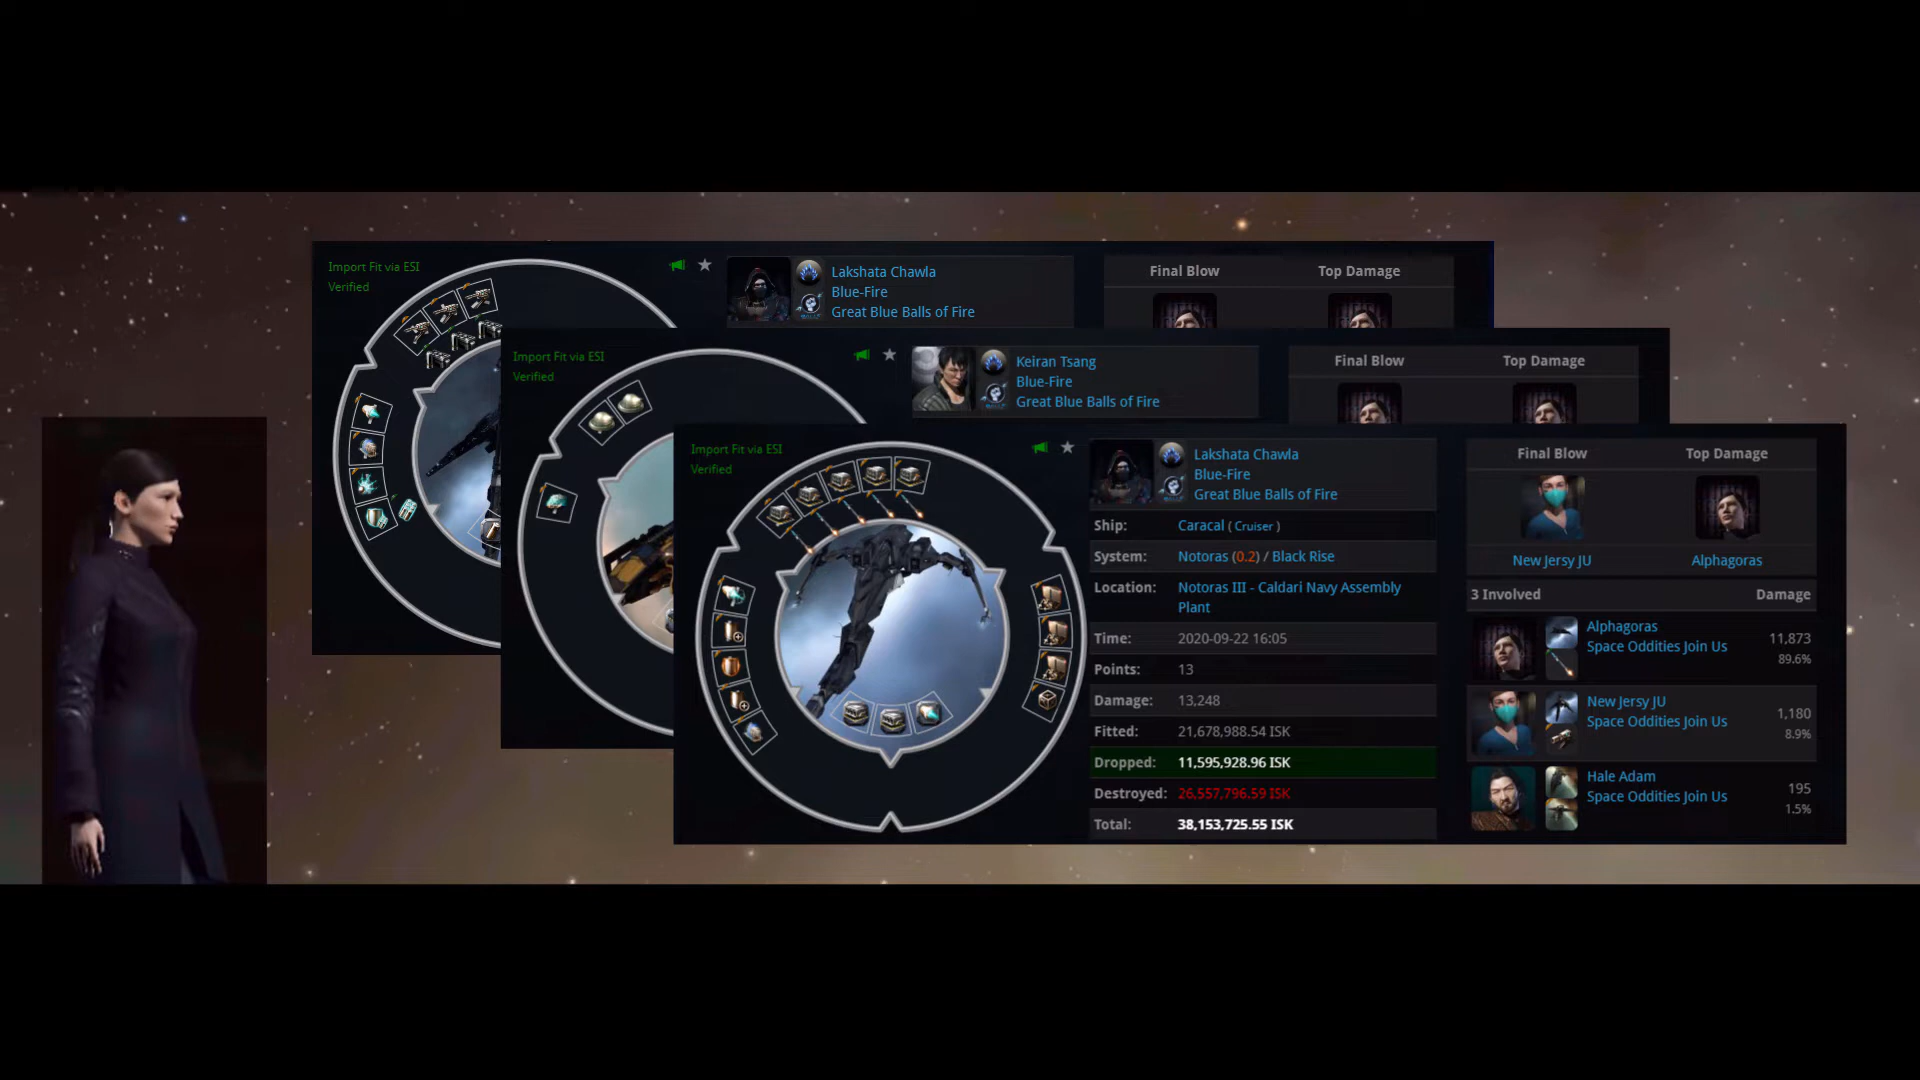 Import Fit via ESI
Verified
Lakshata Chawla
Blue-Fire
Great Blue Balls of Fire
Final Blow
Top Damage
Import Fit via ESI
Verified
Keiran Tsang
Blue-Fire
Great Blue Balls of Fire
Final Blow
Top Damage
Import Fit via ESI
Verified
Lakshata Chawla
Blue-Fire
Great Blue Balls of Fire
Ship: Caracal ( Cruiser )
System: Notoras (0.2) / Black Rise
Location: Notoras III - Caldari Navy Assembly
Plant
Time: 2020-09-22 16:05
Points: 13
Damage: 13,248
Fitted: 21,678,988.54 ISK
Dropped: 11,595,928.96 ISK
Destroyed: 26,557,796.59 ISK
Total: 38,153,725.55 ISK
Final Blow
Top Damage
New Jersy JU
Alphagoras
3 Involved Damage
Alphagoras
Space Oddities Join Us
11,873
89.6%
New Jersy JU
Space Oddities Join Us
1,180
8.9%
Hale Adam
Space Oddities Join Us
195
1.5%